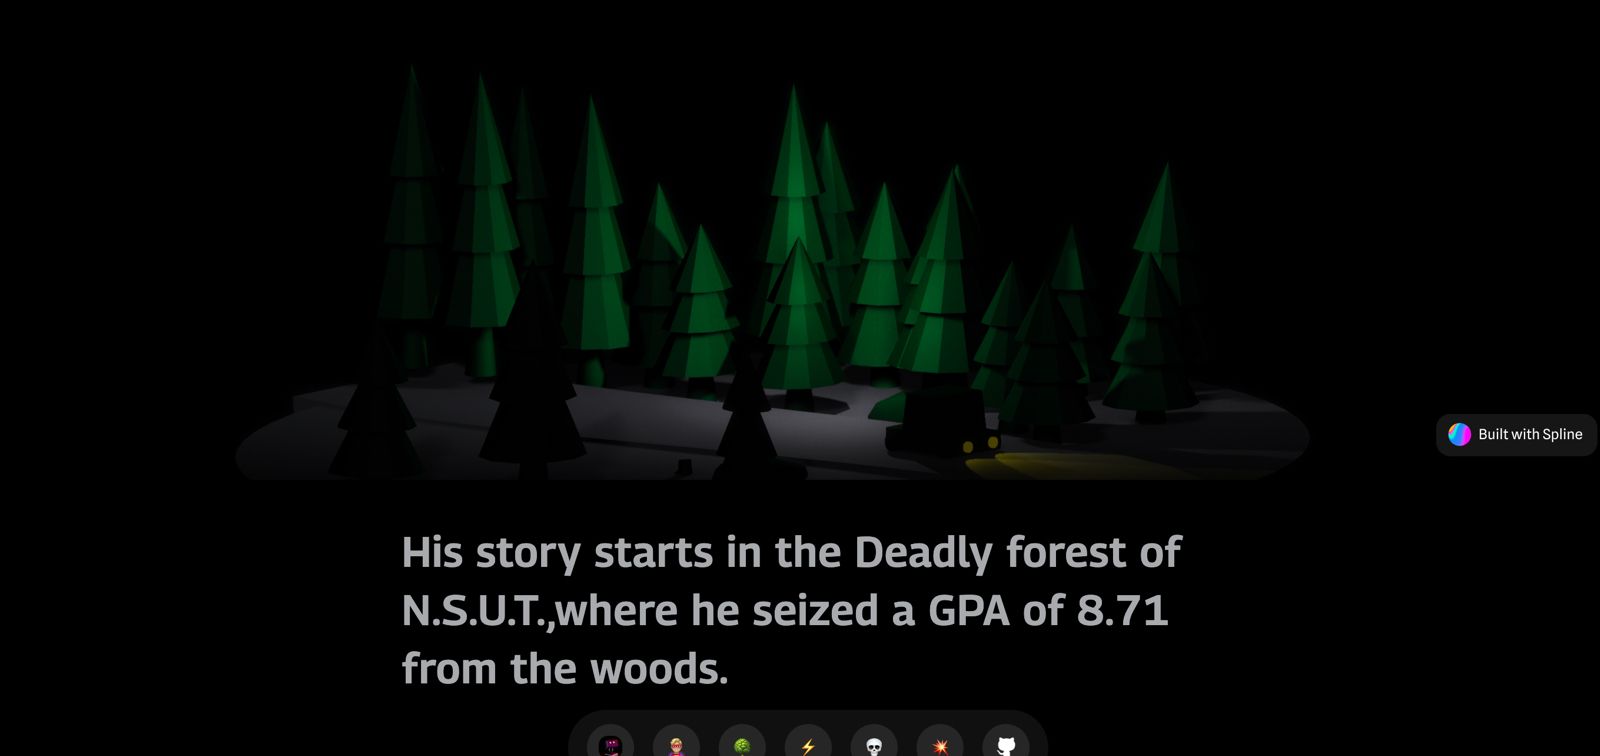 Built with Spline
His story starts in the Deadly forest of
N.S.U.T.,where he seized a GPA of 8.71
from the woods.